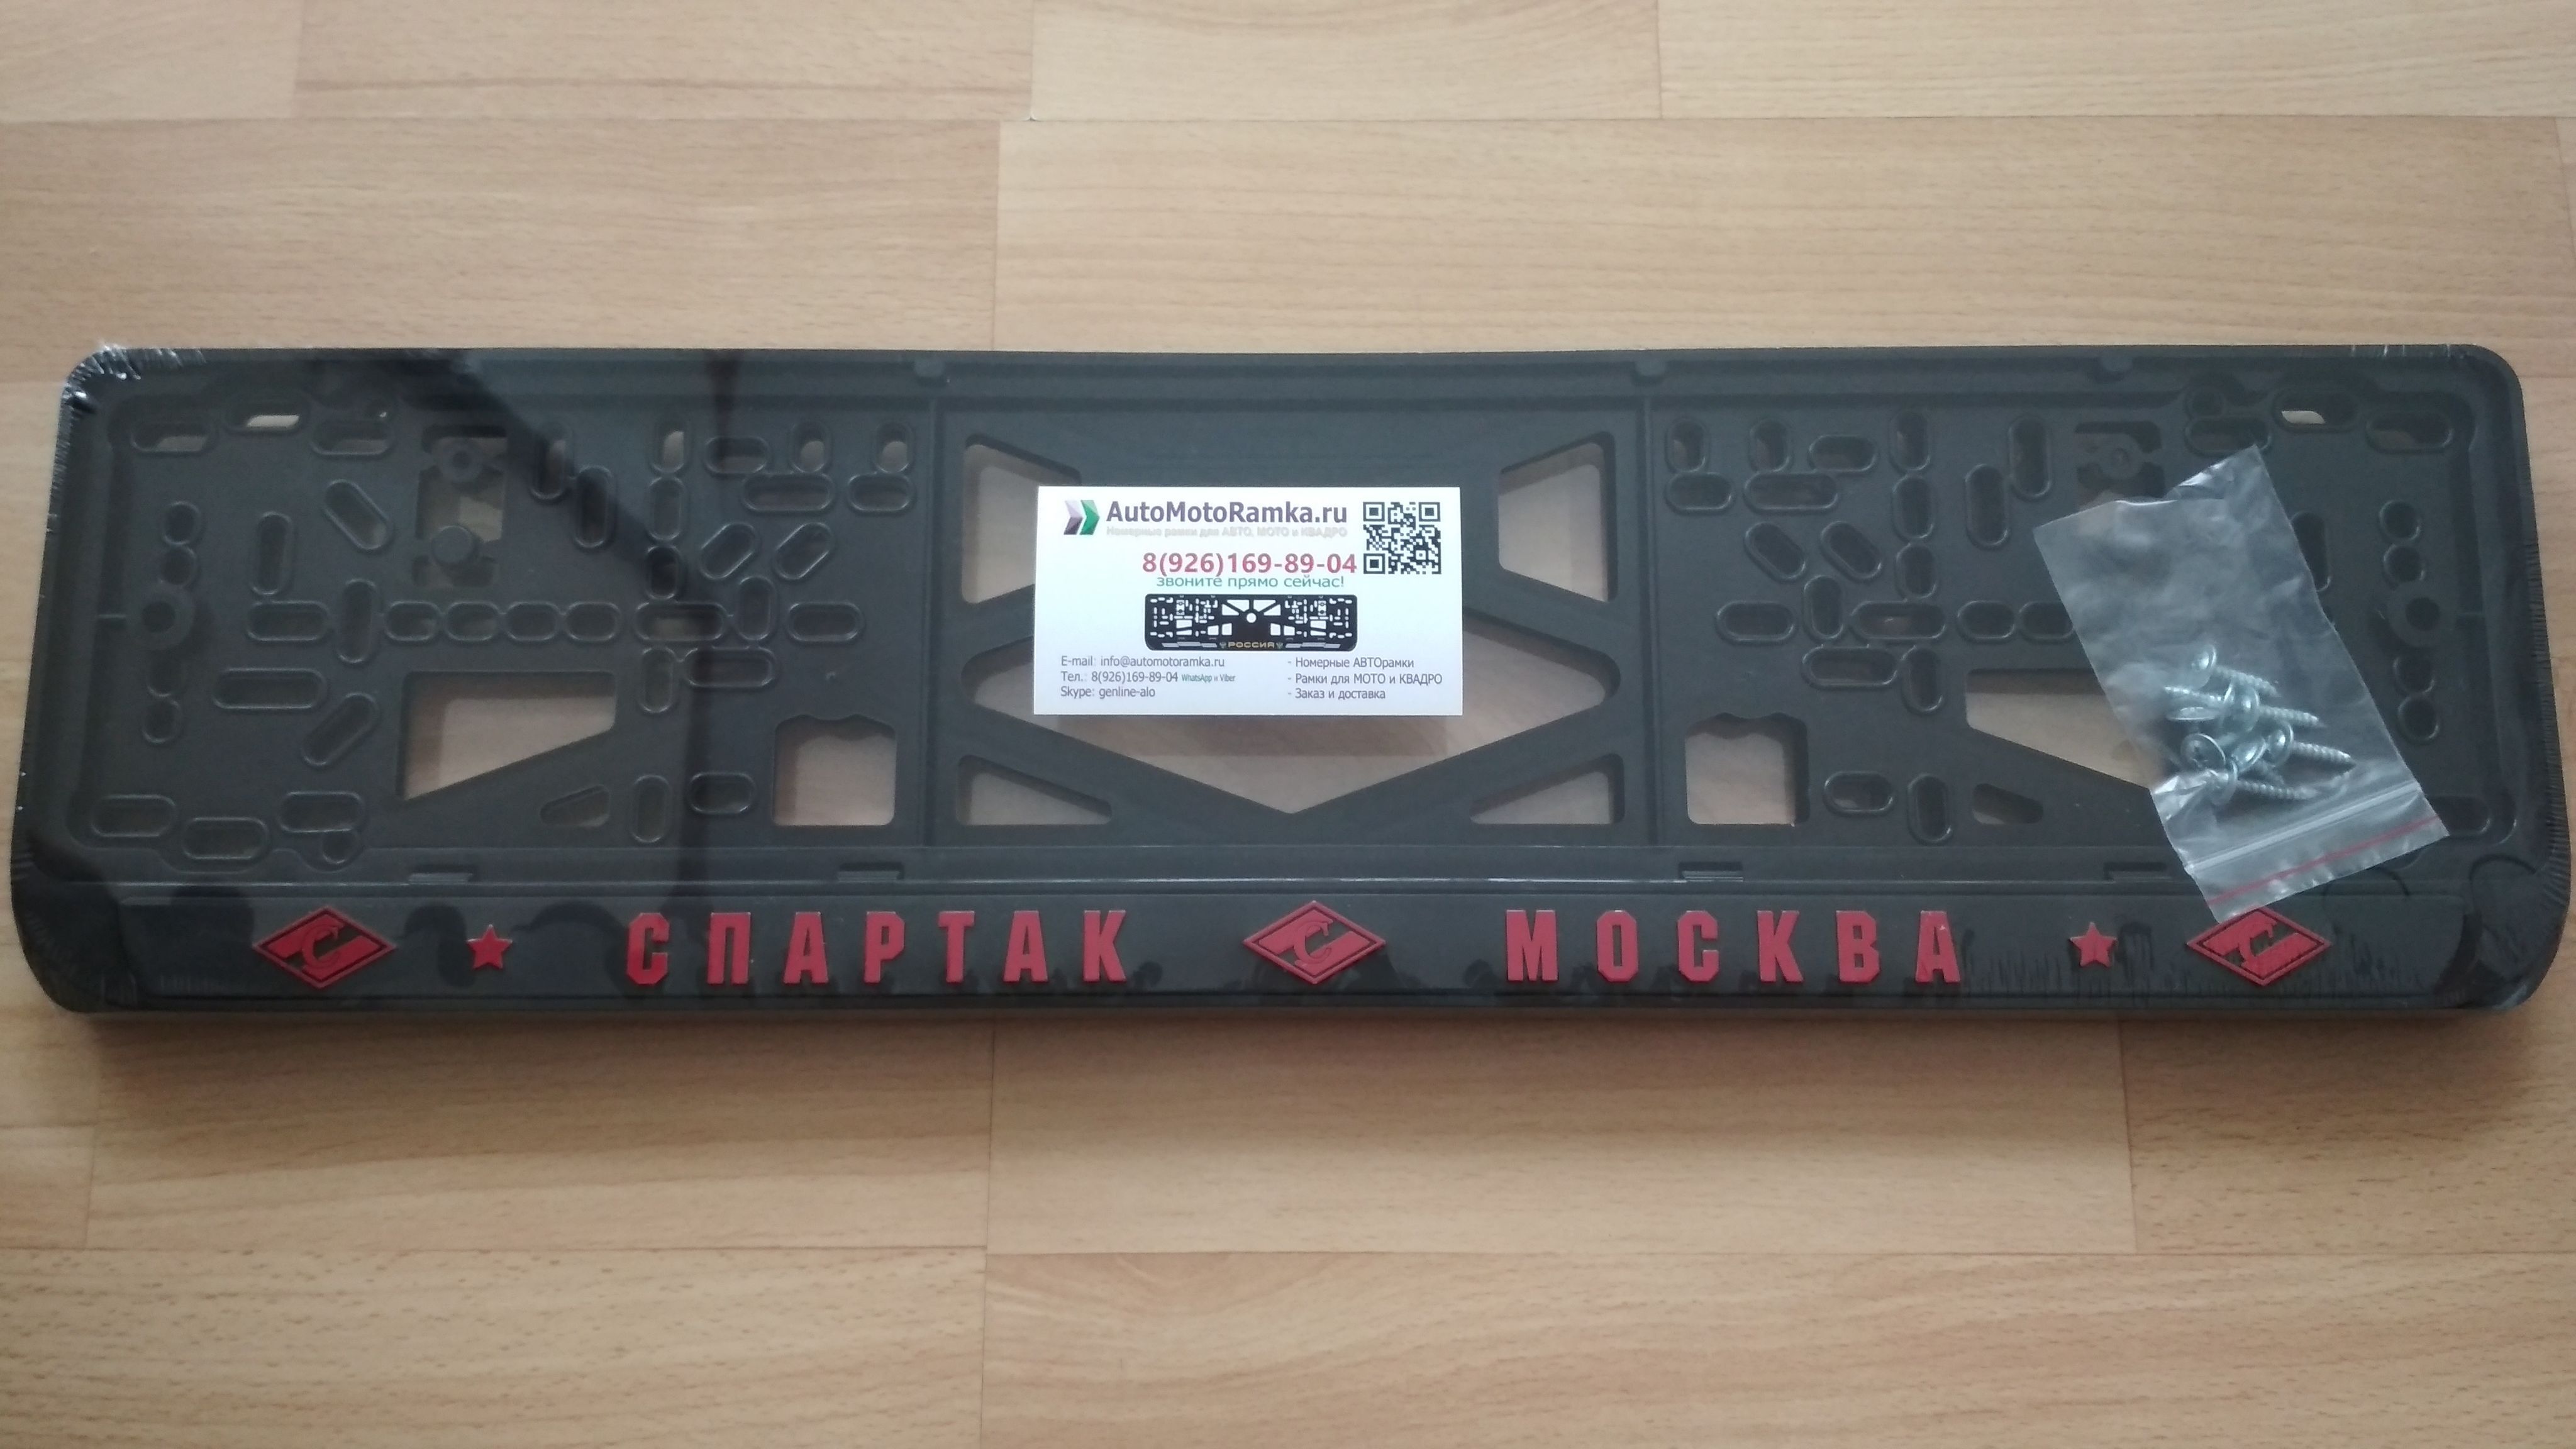 AutoMotoRamka.ru
Номерные рамки для АВТО, МОТО и КВАДРО
8(926)169-89-04
звоните прямо сейчас!
РОССИЯ
E-mail: info@automotoramka.ru
Тел.: 8(926)169-89-04 WhatsApp и Viber
Skype: genline-alo
- Номерные АВТОрамки
- Рамки для МОТО и КВАДРО
- Заказ и доставка
С ★ СПАРТАК С МОСКВА ★ С